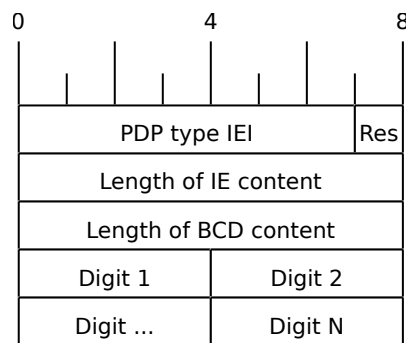 0 4 8
PDP type IEI Res
Length of IE content
Length of BCD content
Digit 1 Digit 2
Digit ... Digit N